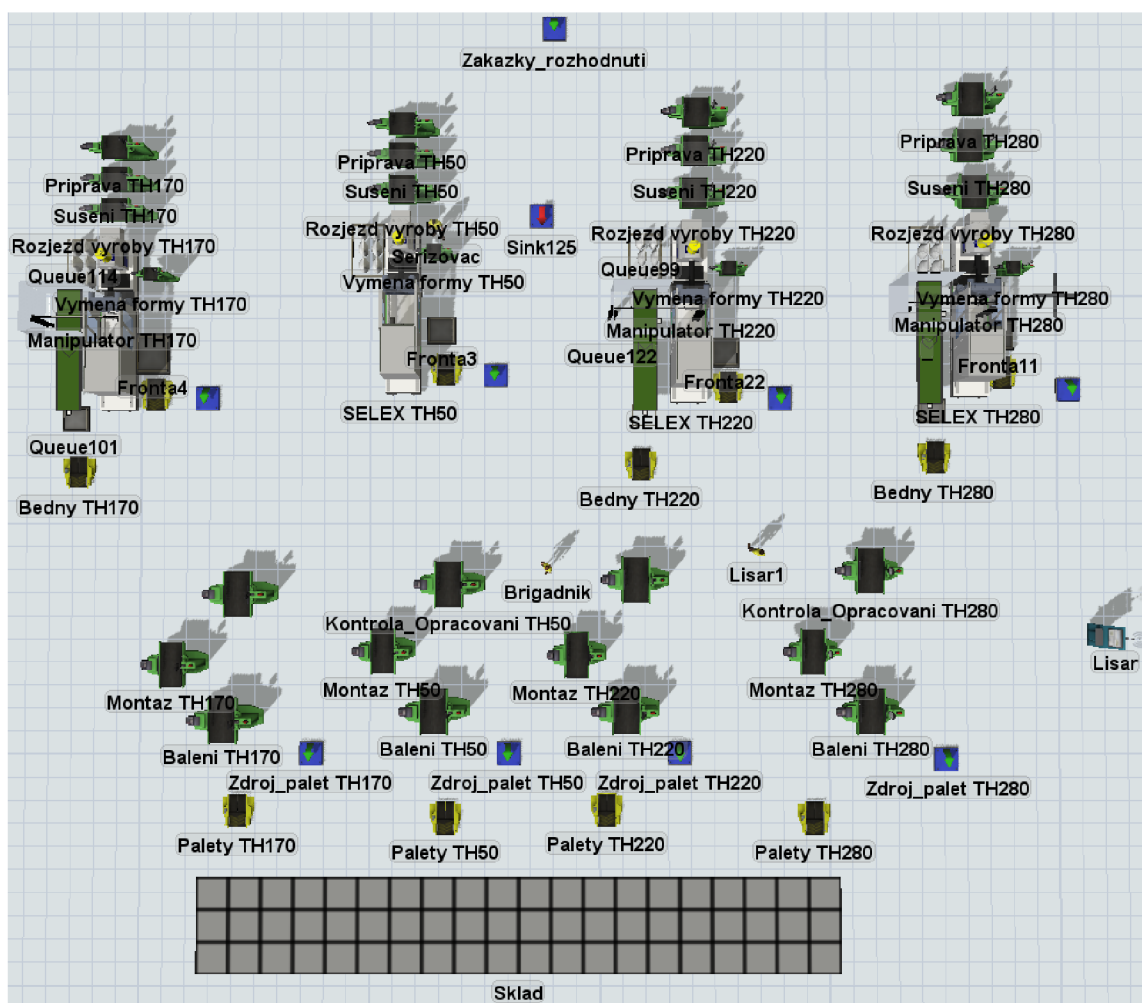 Zakazky_rozhodnuti
Priprava TH170
Priprava TH50
Priprava TH220
Priprava TH280
Suseni TH170
Suseni TH50
Suseni TH220
Suseni TH280
Rozjezd vyroby TH170
Rozjezd vyroby TH50
Sink125
Rozjezd vyroby TH220
Rozjezd vyroby TH280
Serizovac
Queue114
Vymena formy TH50
Queue99
Vymena formy TH170
Vymena formy TH220
Vymena formy TH280
Manipulator TH170
Manipulator TH220
Manipulator TH280
Fronta4
Fronta3
Queue122
Fronta22
Fronta11
SELEX TH50
SELEX TH220
SELEX TH280
Queue101
Bedny TH170
Bedny TH220
Bedny TH280
Brigadnik
Lisar1
Kontrola_Opracovani TH50
Kontrola_Opracovani TH280
Lisar
Montaz TH170
Montaz TH50
Montaz TH220
Montaz TH280
Baleni TH170
Baleni TH50
Baleni TH220
Baleni TH280
Zdroj_palet TH170
Zdroj_palet TH50
Zdroj_palet TH220
Zdroj_palet TH280
Palety TH170
Palety TH50
Palety TH220
Palety TH280
Sklad